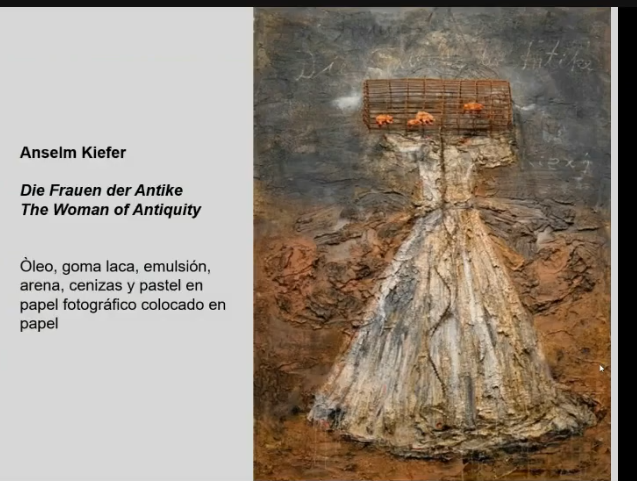 Anselm Kiefer
Die Frauen der Antike
The Woman of Antiquity
Òleo, goma laca, emulsión,
arena, cenizas y pastel en
papel fotográfico colocado en
papel